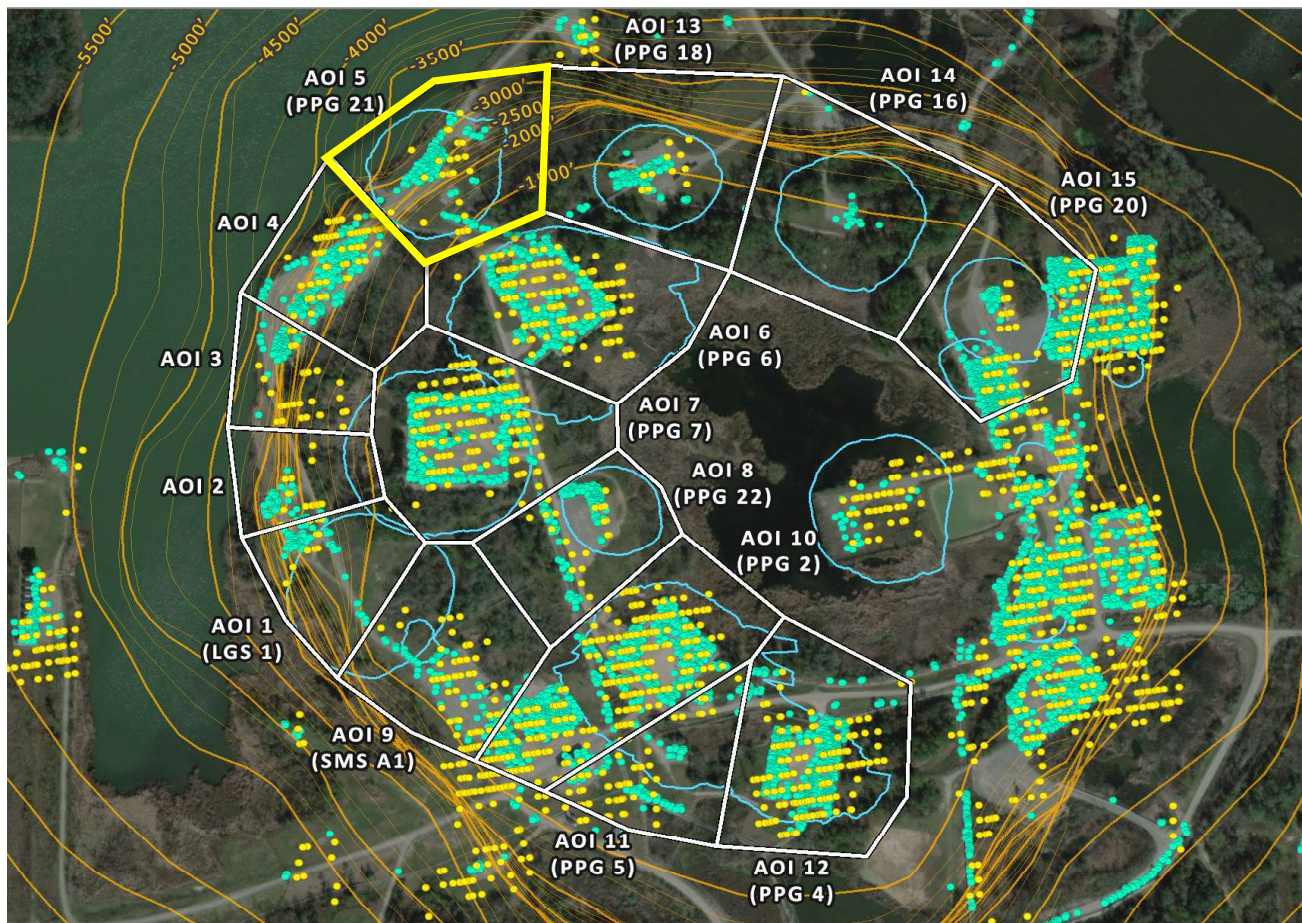 -5500'
-5000'
-4500'
-4000'
-3500'
-3000'
-2500'
-2000'
AOI 13
(PPG 18)
AOI 5
(PPG 21)
AOI 14
(PPG 16)
AOI 15
(PPG 20)
AOI 4
AOI 3
AOI 6
(PPG 6)
AOI 7
(PPG 7)
AOI 8
(PPG 22)
AOI 2
AOI 10
(PPG 2)
AOI 1
(LGS 1)
AOI 9
(SMS A1)
AOI 11
(PPG 5)
AOI 12
(PPG 4)